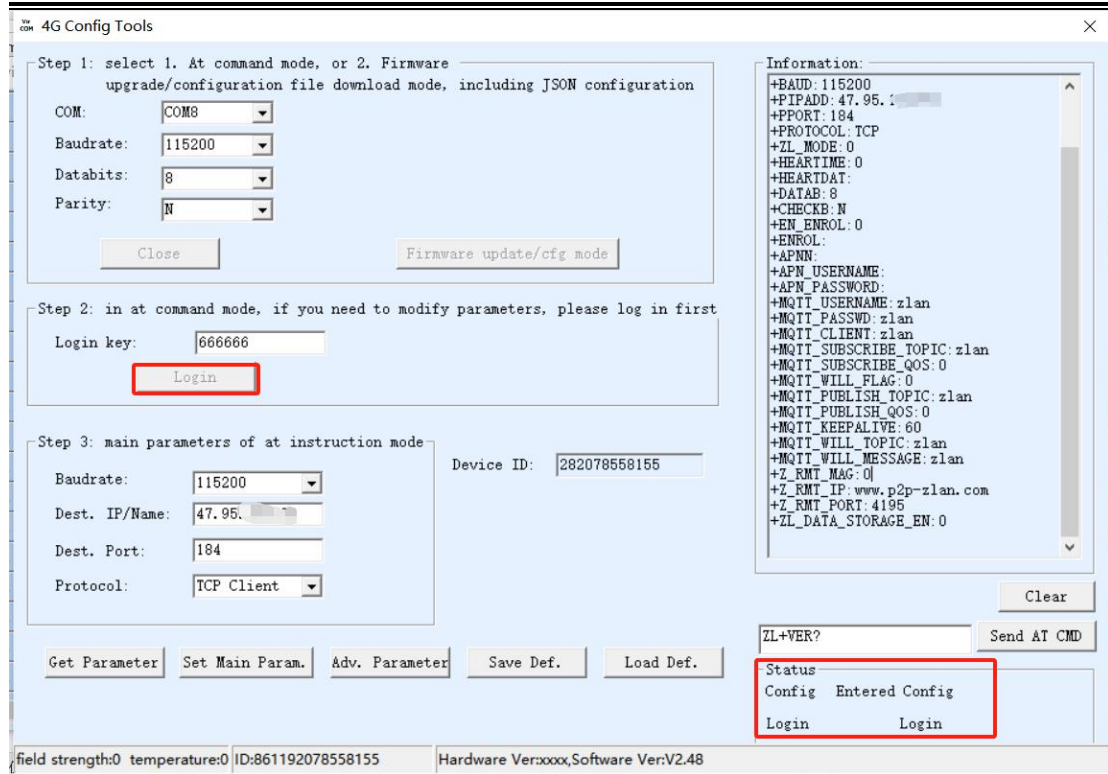 4G Config Tools
Step 1: select 1. At command mode, or 2. Firmware
upgrade/configuration file download mode, including JSON configuration
COM: COM8
Baudrate: 115200
Databits: 8
Parity: N
Close Firmware update/cfg mode
Step 2: in at command mode, if you need to modify parameters, please log in first
Login key: 666666
Login
Step 3: main parameters of at instruction mode
Baudrate: 115200
Dest. IP/Name: 47.95.
Dest. Port: 184
Protocol: TCP Client
Device ID: 282078558155
Get Parameter Set Main Param. Adv. Parameter Save Def. Load Def.
Information:
+BAUD:115200
+PIPADD:47.95.
+PPORT:184
+PROTOCOL:TCP
+ZL_MODE:0
+HEARTIME:0
+HEARTDAT:
+DATAB:8
+CHECKB:N
+EN_ENROL:0
+ENROL:
+APNN:
+APN_USERNAME:
+APN_PASSWORD:
+MQTT_USERNAME:zlan
+MQTT_PASSWD:zlan
+MQTT_CLIENT:zlan
+MQTT_SUBSCRIBE_TOPIC:zlan
+MQTT_SUBSCRIBE_QOS:0
+MQTT_WILL_FLAG:0
+MQTT_PUBLISH_TOPIC:zlan
+MQTT_PUBLISH_QOS:0
+MQTT_KEEPALIVE:60
+MQTT_WILL_TOPIC:zlan
+MQTT_WILL_MESSAGE:zlan
+Z_RMT_MAG:0
+Z_RMT_IP:www.p2p-zlan.com
+Z_RMT_PORT:4195
+ZL_DATA_STORAGE_EN:0
Clear
ZL+VER? Send AT CMD
Status
Config Entered Config
Login Login
field strength:0 temperature:0 ID:861192078558155 Hardware Ver:xxxx,Software Ver:V2.48